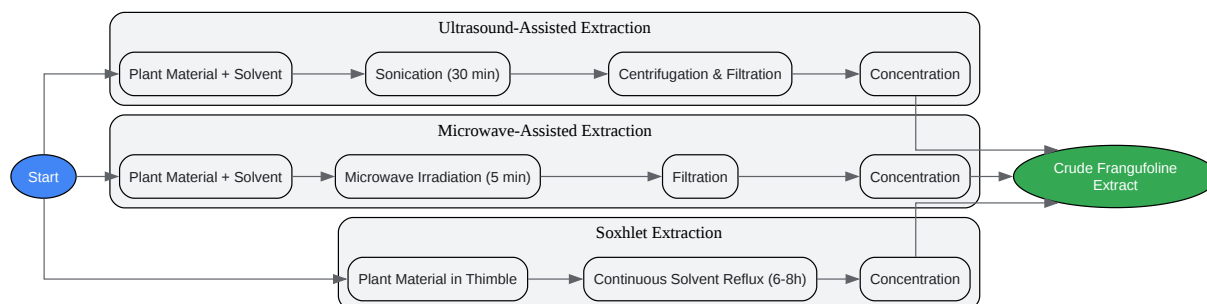 Ultrasound-Assisted Extraction
Plant Material + Solvent
Sonication (30 min)
Centrifugation & Filtration
Concentration
Microwave-Assisted Extraction
Start
Plant Material + Solvent
Microwave Irradiation (5 min)
Filtration
Concentration
Crude Frangufoline
Extract
Soxhlet Extraction
Plant Material in Thimble
Continuous Solvent Reflux (6-8h)
Concentration